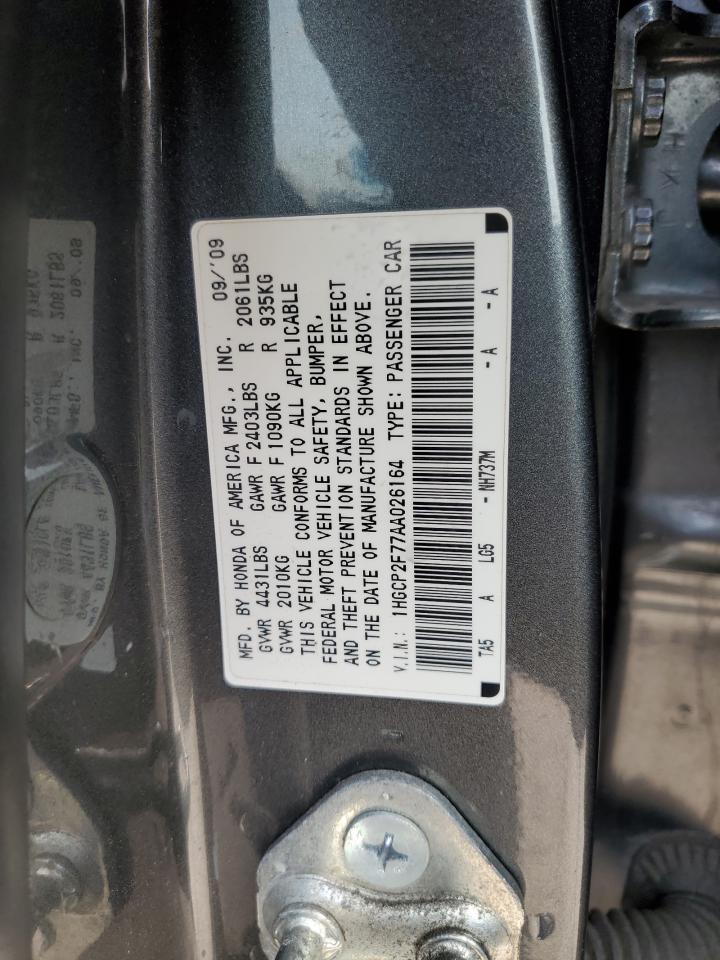 MFD. BY HONDA OF AMERICA MFG., INC. 09/'09
GVWR 4431LBS GAWR F 2403LBS R 2061LBS
GVWR 2010KG GAWR F 1090KG R 935KG
THIS VEHICLE CONFORMS TO ALL APPLICABLE
FEDERAL MOTOR VEHICLE SAFETY, BUMPER,
AND THEFT PREVENTION STANDARDS IN EFFECT
ON THE DATE OF MANUFACTURE SHOWN ABOVE.
V.I.N.: 1HGCP2F77AA026164 TYPE: PASSENGER CAR
TA5 A LG5 - NH737M - A - A